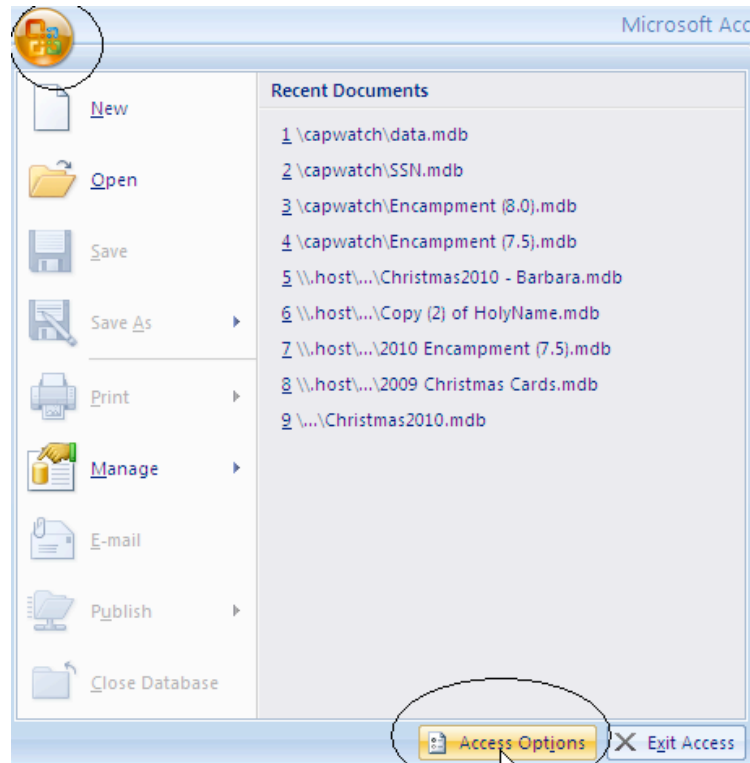 Microsoft Acc
New
Open
Save
Save As
Print
Manage
E-mail
Publish
Close Database
Recent Documents
1 \capwatch\data.mdb
2 \capwatch\SSN.mdb
3 \capwatch\Encampment (8.0).mdb
4 \capwatch\Encampment (7.5).mdb
5 \\.host\...\Christmas2010 - Barbara.mdb
6 \\.host\...\Copy (2) of HolyName.mdb
7 \\.host\...\2010 Encampment (7.5).mdb
8 \\.host\...\2009 Christmas Cards.mdb
9 \...\Christmas2010.mdb
Access Options
Exit Access